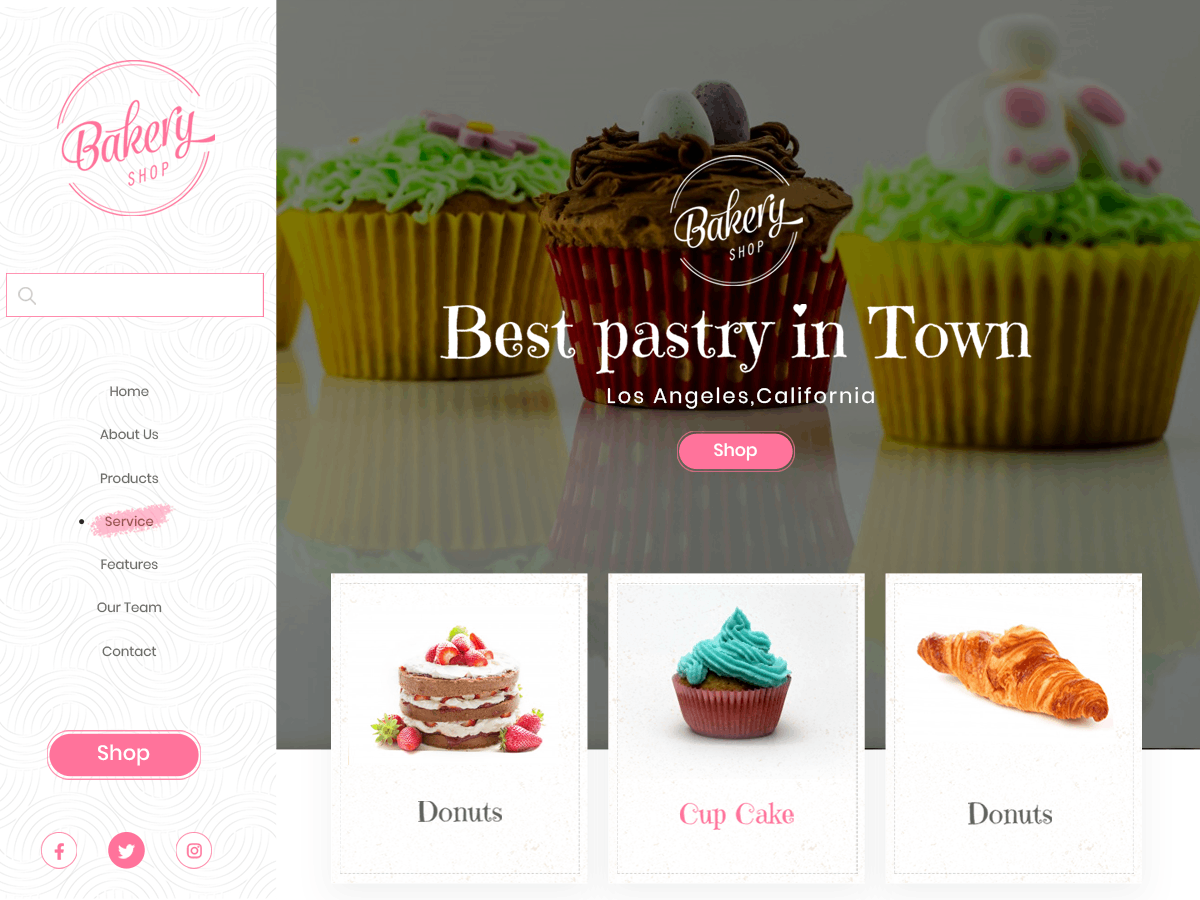 Bakery
SHOP
Home
About Us
Products
Service
Features
Our Team
Contact
Shop
Bakery
SHOP
Best pastry in Town
Los Angeles,California
Shop
Donuts
Cup Cake
Donuts